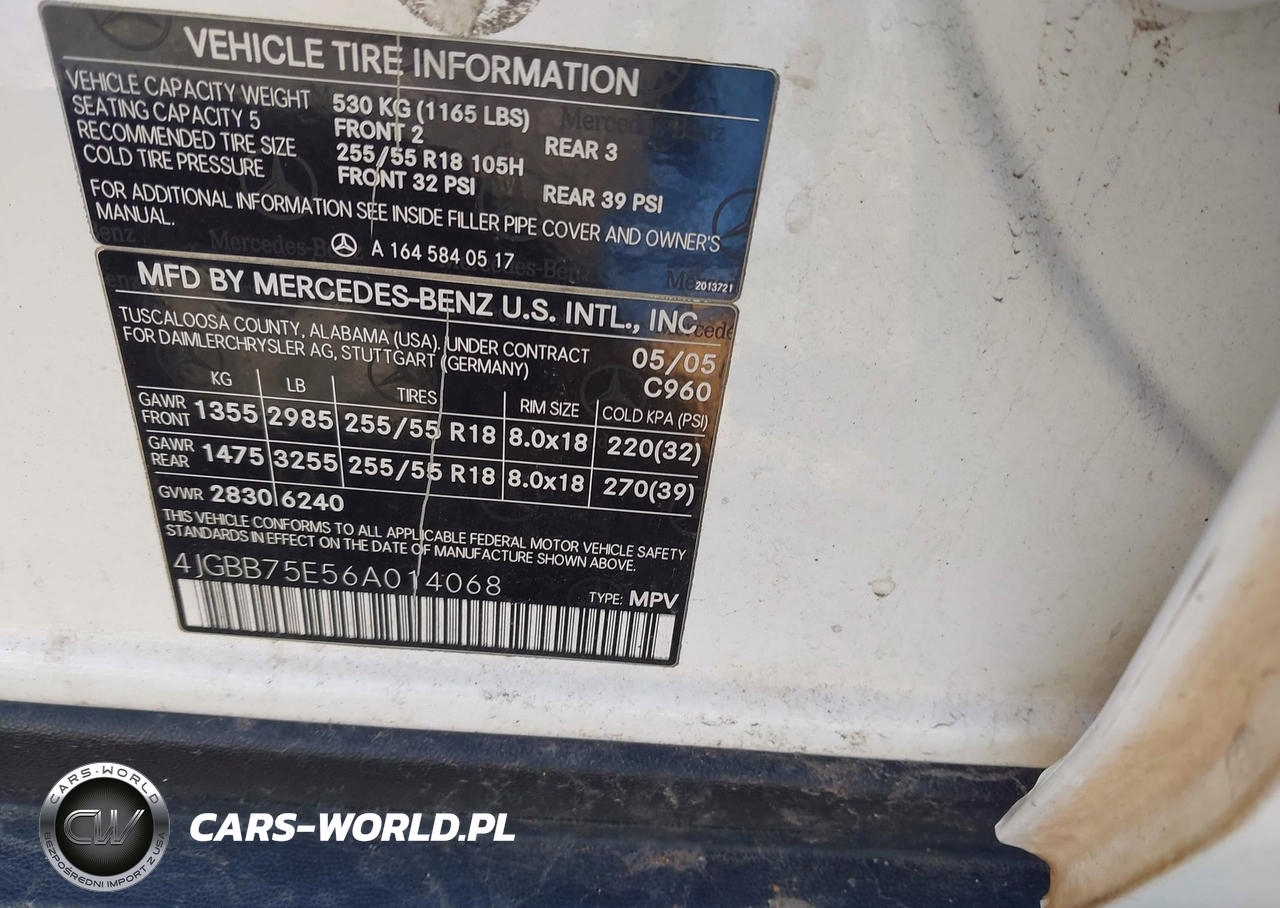 VEHICLE TIRE INFORMATION
VEHICLE CAPACITY WEIGHT 530 KG (1165 LBS)
SEATING CAPACITY 5 FRONT 2 REAR 3
RECOMMENDED TIRE SIZE 255/55 R18 105H
COLD TIRE PRESSURE FRONT 32 PSI REAR 39 PSI
FOR ADDITIONAL INFORMATION SEE INSIDE FILLER PIPE COVER AND OWNER'S
MANUAL.
A 164 584 05 17
2013721
MFD BY MERCEDES-BENZ U.S. INTL., INC
TUSCALOOSA COUNTY, ALABAMA (USA). UNDER CONTRACT 05/05
FOR DAIMLERCHRYSLER AG, STUTTGART (GERMANY) C960
KG LB TIRES RIM SIZE COLD KPA (PSI)
GAWR FRONT 1355 2985 255/55 R18 8.0x18 220(32)
GAWR REAR 1475 3255 255/55 R18 8.0x18 270(39)
GVWR 2830 6240
THIS VEHICLE CONFORMS TO ALL APPLICABLE FEDERAL MOTOR VEHICLE SAFETY
STANDARDS IN EFFECT ON THE DATE OF MANUFACTURE SHOWN ABOVE.
4JGBB75E56A014068 TYPE: MPV
CARS-WORLD
CW
BEZPOŚREDNI IMPORT Z USA
CARS-WORLD.PL